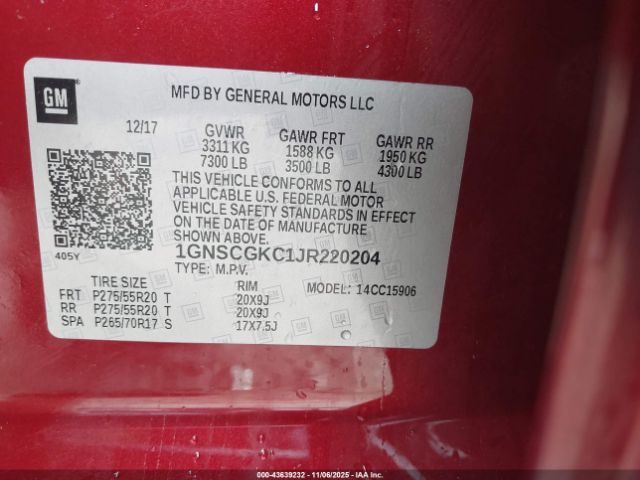 GM
MFD BY GENERAL MOTORS LLC
12/17 GVWR GAWR FRT GAWR RR
3311 KG 1588 KG 1950 KG
7300 LB 3500 LB 4300 LB
THIS VEHICLE CONFORMS TO ALL
APPLICABLE U.S. FEDERAL MOTOR
VEHICLE SAFETY STANDARDS IN EFFECT
ON THE DATE OF MANUFACTURE
SHOWN ABOVE.
405Y
1GNSCGKC1JR220204
TYPE: M.P.V.
TIRE SIZE RIM MODEL: 14CC15906
FRT P275/55R20 T 20X9J
RR P275/55R20 T 20X9J
SPA P265/70R17 S 17X7.5J
000-43639232 11/06/2025 IAAI.COM